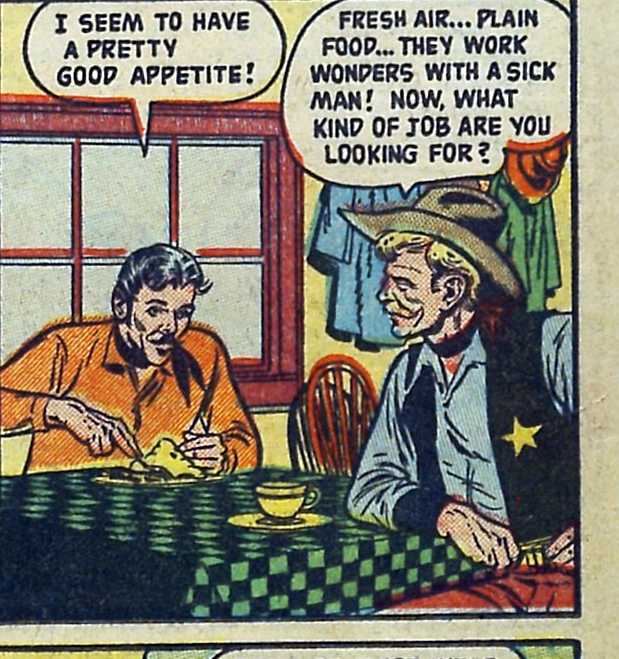 I SEEM TO HAVE
A PRETTY
GOOD APPETITE!
FRESH AIR... PLAIN
FOOD... THEY WORK
WONDERS WITH A SICK
MAN! NOW, WHAT
KIND OF JOB ARE YOU
LOOKING FOR?